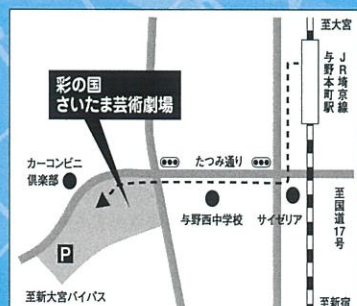 至大宮
JR埼京線
与野本町駅
彩の国
さいたま芸術劇場
カーコンビニ
倶楽部
たつみ通り
与野西中学校
サイゼリア
至国道17号
P
至新大宮バイパス
至新宿